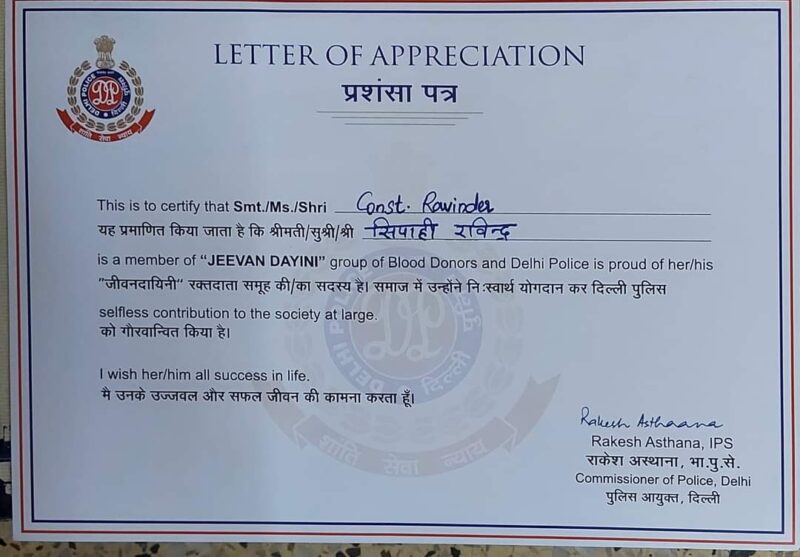 LETTER OF APPRECIATION
प्रशंसा पत्र
DELHI POLICE दिल्ली पुलिस
शांति सेवा न्याय
This is to certify that Smt./Ms./Shri Const. Ravinder
यह प्रमाणित किया जाता है कि श्रीमती/सुश्री/श्री सिपाही रविन्द्र
is a member of “JEEVAN DAYINI” group of Blood Donors and Delhi Police is proud of her/his
“जीवनदायिनी” रक्तदाता समूह की/का सदस्य है। समाज में उन्होंने नि:स्वार्थ योगदान कर दिल्ली पुलिस
selfless contribution to the society at large.
को गौरवान्वित किया है।
I wish her/him all success in life.
मै उनके उज्जवल और सफल जीवन की कामना करता हूँ।
DELHI POLICE दिल्ली पुलिस
शांति सेवा न्याय
Rakesh Asthaana
Rakesh Asthana, IPS
राकेश अस्थाना, भा.पु.से.
Commissioner of Police, Delhi
पुलिस आयुक्त, दिल्ली